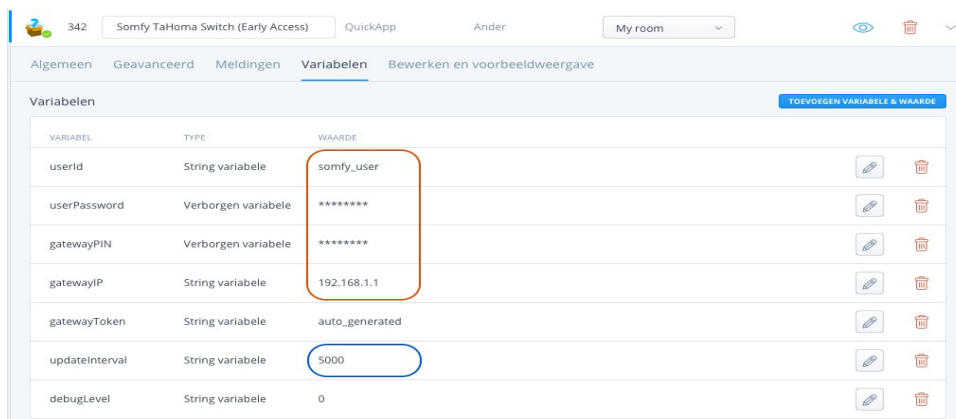 342 Somfy TaHoma Switch (Early Access) QuickApp Ander My room
Algemeen Geavanceerd Meldingen Variabelen Bewerken en voorbeeldweergave
Variabelen TOEVOEGEN VARIABELE & WAARDE
VARIABEL TYPE WAARDE
userId String variabele somfy_user
userPassword Verborgen variabele ********
gatewayPIN Verborgen variabele ********
gatewayIP String variabele 192.168.1.1
gatewayToken String variabele auto_generated
updateInterval String variabele 5000
debugLevel String variabele 0